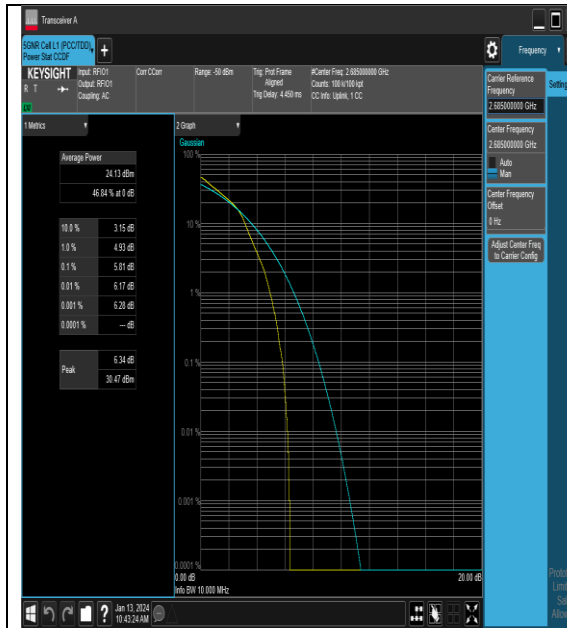 Transceiver A
5GNR Cell L1 (PCC/TDD)
Power Stat CCDF
Frequency
KEYSIGHT
R T
Input: RFIO1
Output: RFIO1
Coupling: AC
Corr CCorr
Range: -50 dBm
Trig: Prot Frame
Aligned
Trig Delay: 4.450 ms
#Center Freq: 2.685000000 GHz
Counts: 100 k/100 kpt
CC Info: Uplink, 1 CC
Carrier Reference
Frequency
2.685000000 GHz
Center Frequency
2.685000000 GHz
Auto
Man
Center Frequency
Offset
0 Hz
Adjust Center Freq
to Carrier Config
1 Metrics
Average Power
24.13 dBm
46.84 % at 0 dB
10.0 % 3.15 dB
1.0 % 4.93 dB
0.1 % 5.81 dB
0.01 % 6.17 dB
0.001 % 6.28 dB
0.0001 % --- dB
Peak
6.34 dB
30.47 dBm
2 Graph
Gaussian
100 %
10 %
1 %
0.1 %
0.01 %
0.001 %
0.0001 %
0.00 dB
20.00 dB
Info BW 10.000 MHz
Jan 13, 2024
10:43:24 AM